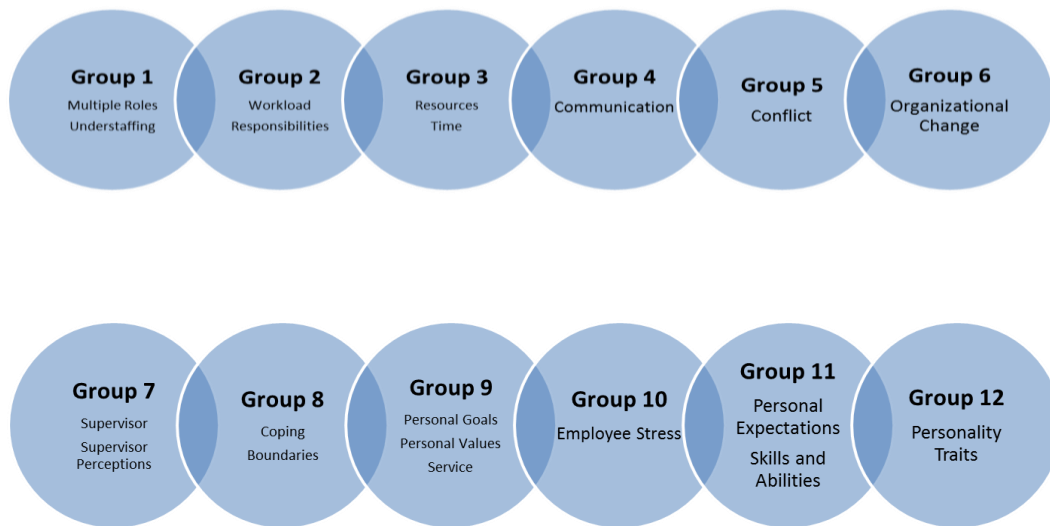 Group 1
Multiple Roles
Understaffing
Group 2
Workload
Responsibilities
Group 3
Resources
Time
Group 4
Communication
Group 5
Conflict
Group 6
Organizational
Change
Group 7
Supervisor
Supervisor
Perceptions
Group 8
Coping
Boundaries
Group 9
Personal Goals
Personal Values
Service
Group 10
Employee Stress
Group 11
Personal
Expectations
Skills and
Abilities
Group 12
Personality
Traits